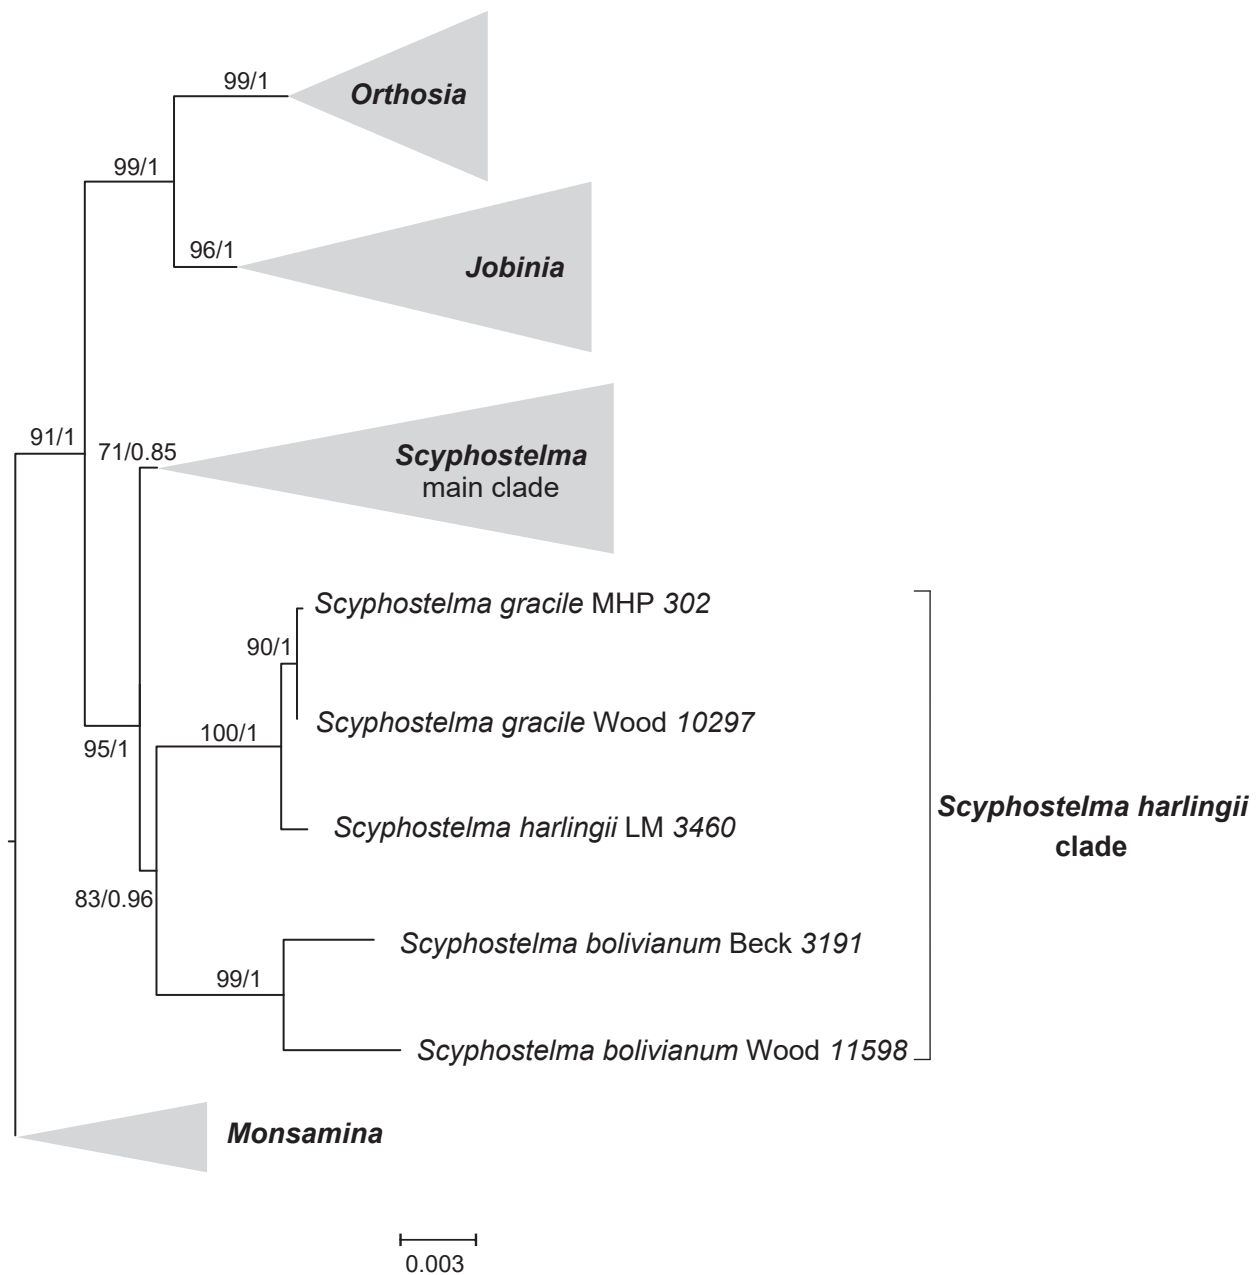 99/1
Orthosia
99/1
96/1
Jobinia
91/1
71/0.85
Scyphostelma
main clade
Scyphostelma gracile MHP 302
90/1
Scyphostelma gracile Wood 10297
100/1
95/1
Scyphostelma harlingii LM 3460
Scyphostelma harlingii
clade
83/0.96
Scyphostelma bolivianum Beck 3191
99/1
Scyphostelma bolivianum Wood 11598
Monsamina
0.003